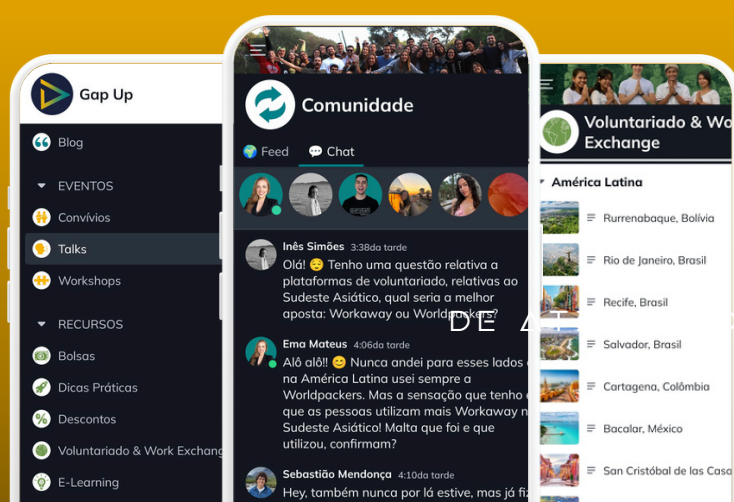 Gap Up
Blog
EVENTOS
Convívios
Talks
Workshops
RECURSOS
Bolsas
Dicas Práticas
Descontos
Voluntariado & Work Exchang
E-Learning
Comunidade
Feed
Chat
Inês Simões 3:38da tarde
Olá! 😌 Tenho uma questão relativa a
plataformas de voluntariado, relativas ao
Sudeste Asiático, qual seria a melhor
aposta: Workaway ou Worldpackers?
Ema Mateus 4:06da tarde
Alô alô!! 😊 Nunca andei para esses lados
na América Latina usei sempre a
Worldpackers. Mas a sensação que tenho
que as pessoas utilizam mais Workaway n
Sudeste Asiático! Malta que foi e que
utilizou, confirmam?
Sebastião Mendonça 4:10da tarde
Hey, também nunca por lá estive, mas já fi
Voluntariado & Wo
Exchange
América Latina
Rurrenabaque, Bolívia
Rio de Janeiro, Brasil
Recife, Brasil
Salvador, Brasil
Cartagena, Colômbia
Bacalar, México
San Cristóbal de las Casa
DE